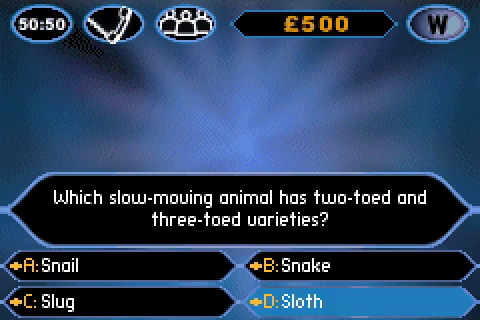 50:50 £500 W
Which slow-moving animal has two-toed and
three-toed varieties?
A: Snail B: Snake
C: Slug D: Sloth